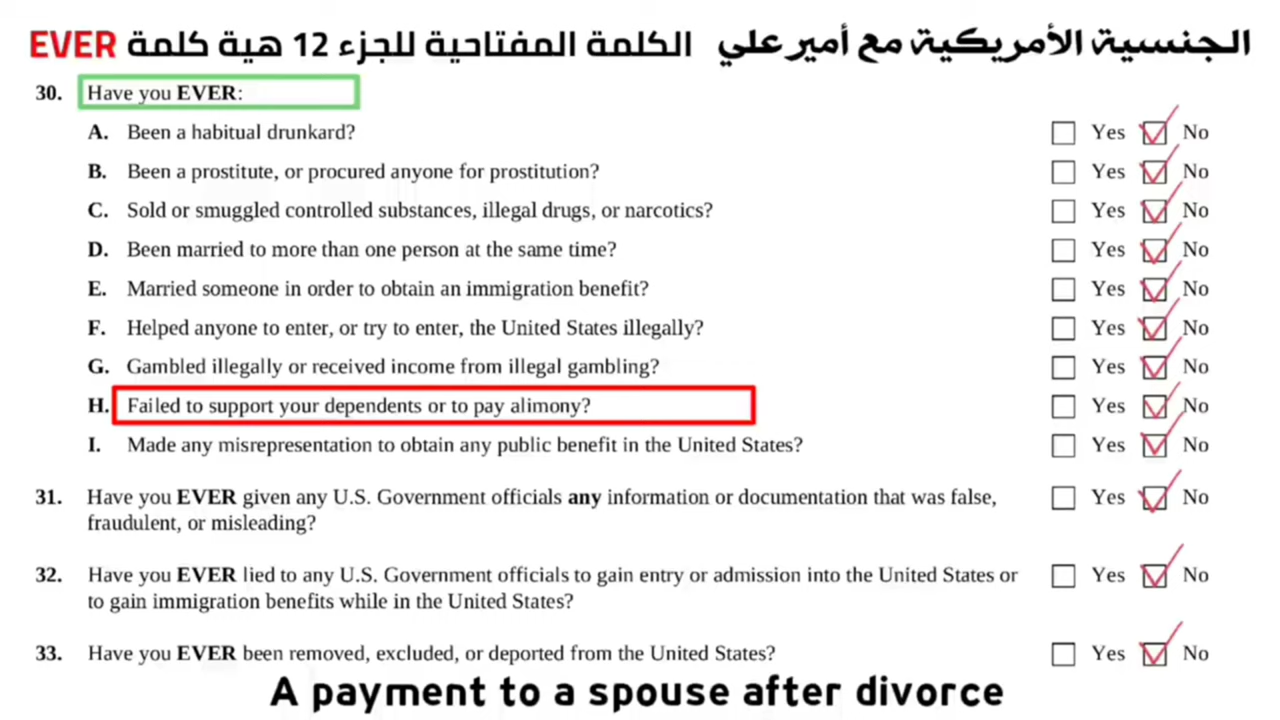 الجنسية الأمريكية مع أمير علي الكلمة المفتاحية للجزء 12 هية كلمة EVER
30. Have you EVER:
A. Been a habitual drunkard? Yes No
B. Been a prostitute, or procured anyone for prostitution? Yes No
C. Sold or smuggled controlled substances, illegal drugs, or narcotics? Yes No
D. Been married to more than one person at the same time? Yes No
E. Married someone in order to obtain an immigration benefit? Yes No
F. Helped anyone to enter, or try to enter, the United States illegally? Yes No
G. Gambled illegally or received income from illegal gambling? Yes No
H. Failed to support your dependents or to pay alimony? Yes No
I. Made any misrepresentation to obtain any public benefit in the United States? Yes No
31. Have you EVER given any U.S. Government officials any information or documentation that was false, Yes No
fraudulent, or misleading?
32. Have you EVER lied to any U.S. Government officials to gain entry or admission into the United States or Yes No
to gain immigration benefits while in the United States?
33. Have you EVER been removed, excluded, or deported from the United States? Yes No
A payment to a spouse after divorce